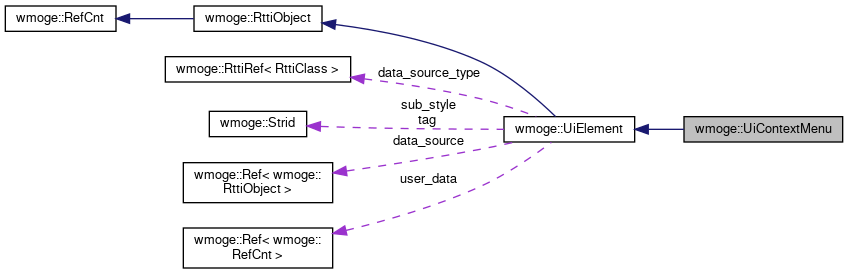 wmoge::RefCnt
wmoge::RttiObject
wmoge::RttiRef< RttiClass >
data_source_type
wmoge::Strid
sub_style
tag
wmoge::UiElement
wmoge::UiContextMenu
data_source
wmoge::Ref< wmoge::
RttiObject >
user_data
wmoge::Ref< wmoge::
RefCnt >